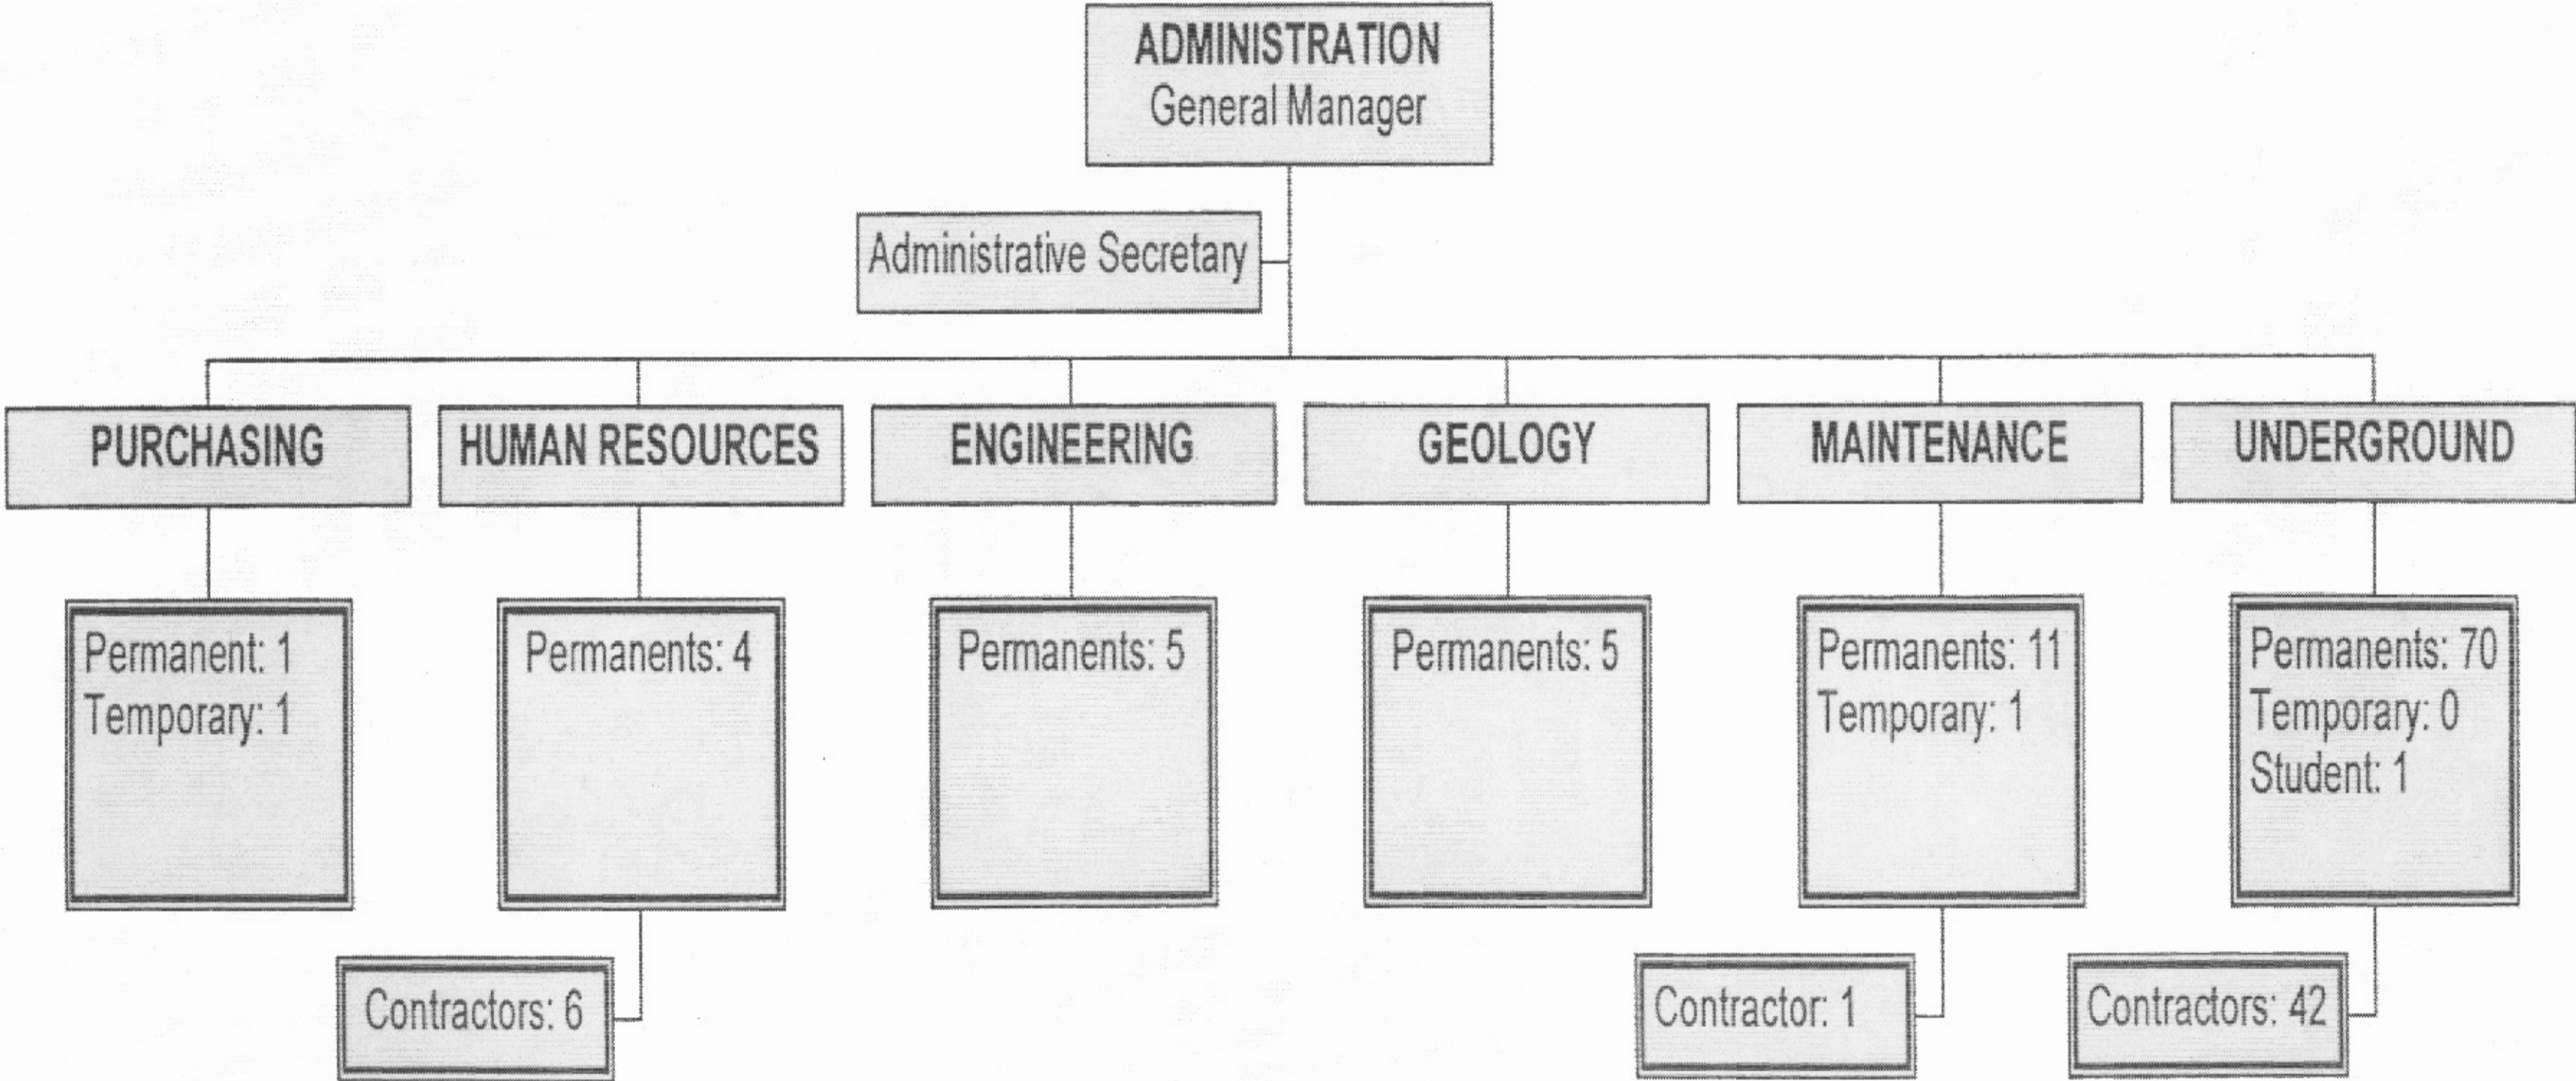 ADMINISTRATION
General Manager
Administrative Secretary
PURCHASING
HUMAN RESOURCES
ENGINEERING
GEOLOGY
MAINTENANCE
UNDERGROUND
Permanent: 1
Temporary: 1
Permanents: 4
Permanents: 5
Permanents: 5
Permanents: 11
Temporary: 1
Permanents: 70
Temporary: 0
Student: 1
Contractors: 6
Contractor: 1
Contractors: 42